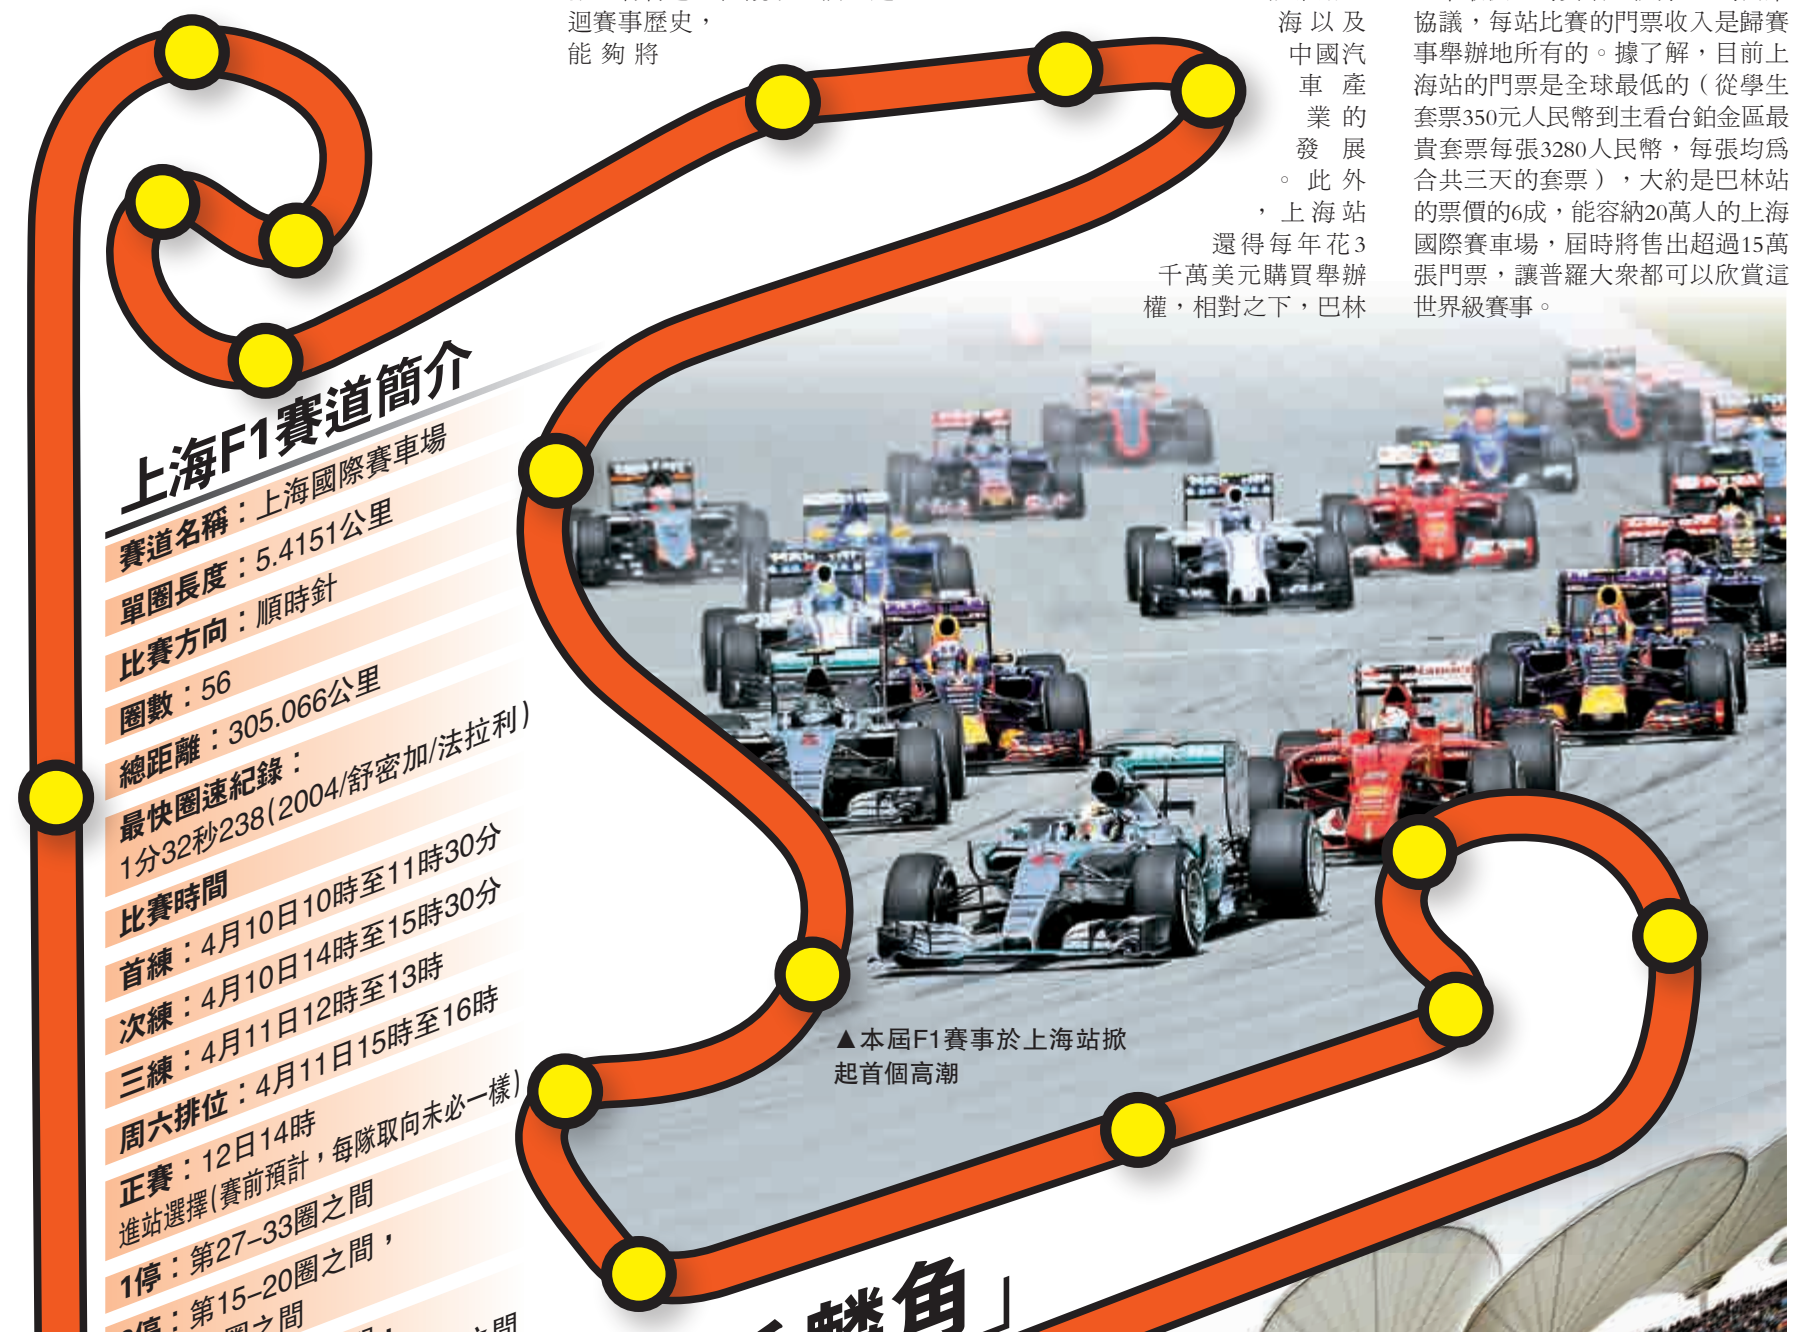 迴賽事歷史，
能夠將
海以及
中國汽
車產
業的
發展
。此外
，上海站
還得每年花3
千萬美元購買舉辦
權，相對之下，巴林
協議，每站比賽的門票收入是歸賽
事舉辦地所有的。據了解，目前上
海站的門票是全球最低的（從學生
套票350元人民幣到主看台鉑金區最
貴套票每張3280人民幣，每張均爲
合共三天的套票），大約是巴林站
的票價的6成，能容納20萬人的上海
國際賽車場，屆時將售出超過15萬
張門票，讓普羅大衆都可以欣賞這
世界級賽事。
上海F1賽道簡介
賽道名稱：上海國際賽車場
單圈長度：5.4151公里
比賽方向：順時針
圈數：56
總距離：305.066公里
最快圈速紀錄：
1分32秒238(2004/舒密加/法拉利)
比賽時間
首練：4月10日10時至11時30分
次練：4月10日14時至15時30分
三練：4月11日12時至13時
周六排位：4月11日15時至16時
正賽：12日14時
進站選擇(賽前預計，每隊取向未必一樣)
1停：第27-33圈之間
停：第15-20圈之間，
圈之間
之間
▲本屆F1賽事於上海站掀
起首個高潮
麟角」